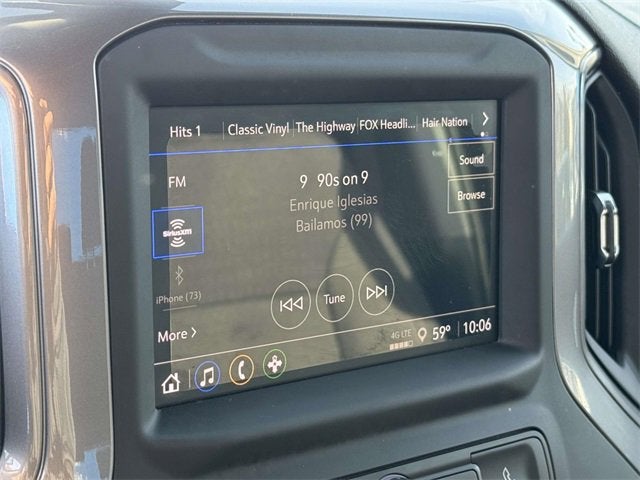 Hits 1 Classic Vinyl The Highway FOX Headli... Hair Nation
Sound
FM
9 90s on 9
Browse
Enrique Iglesias
SiriusXM
Bailamos (99)
iPhone (73)
Tune
More
4G LTE 59° 10:06